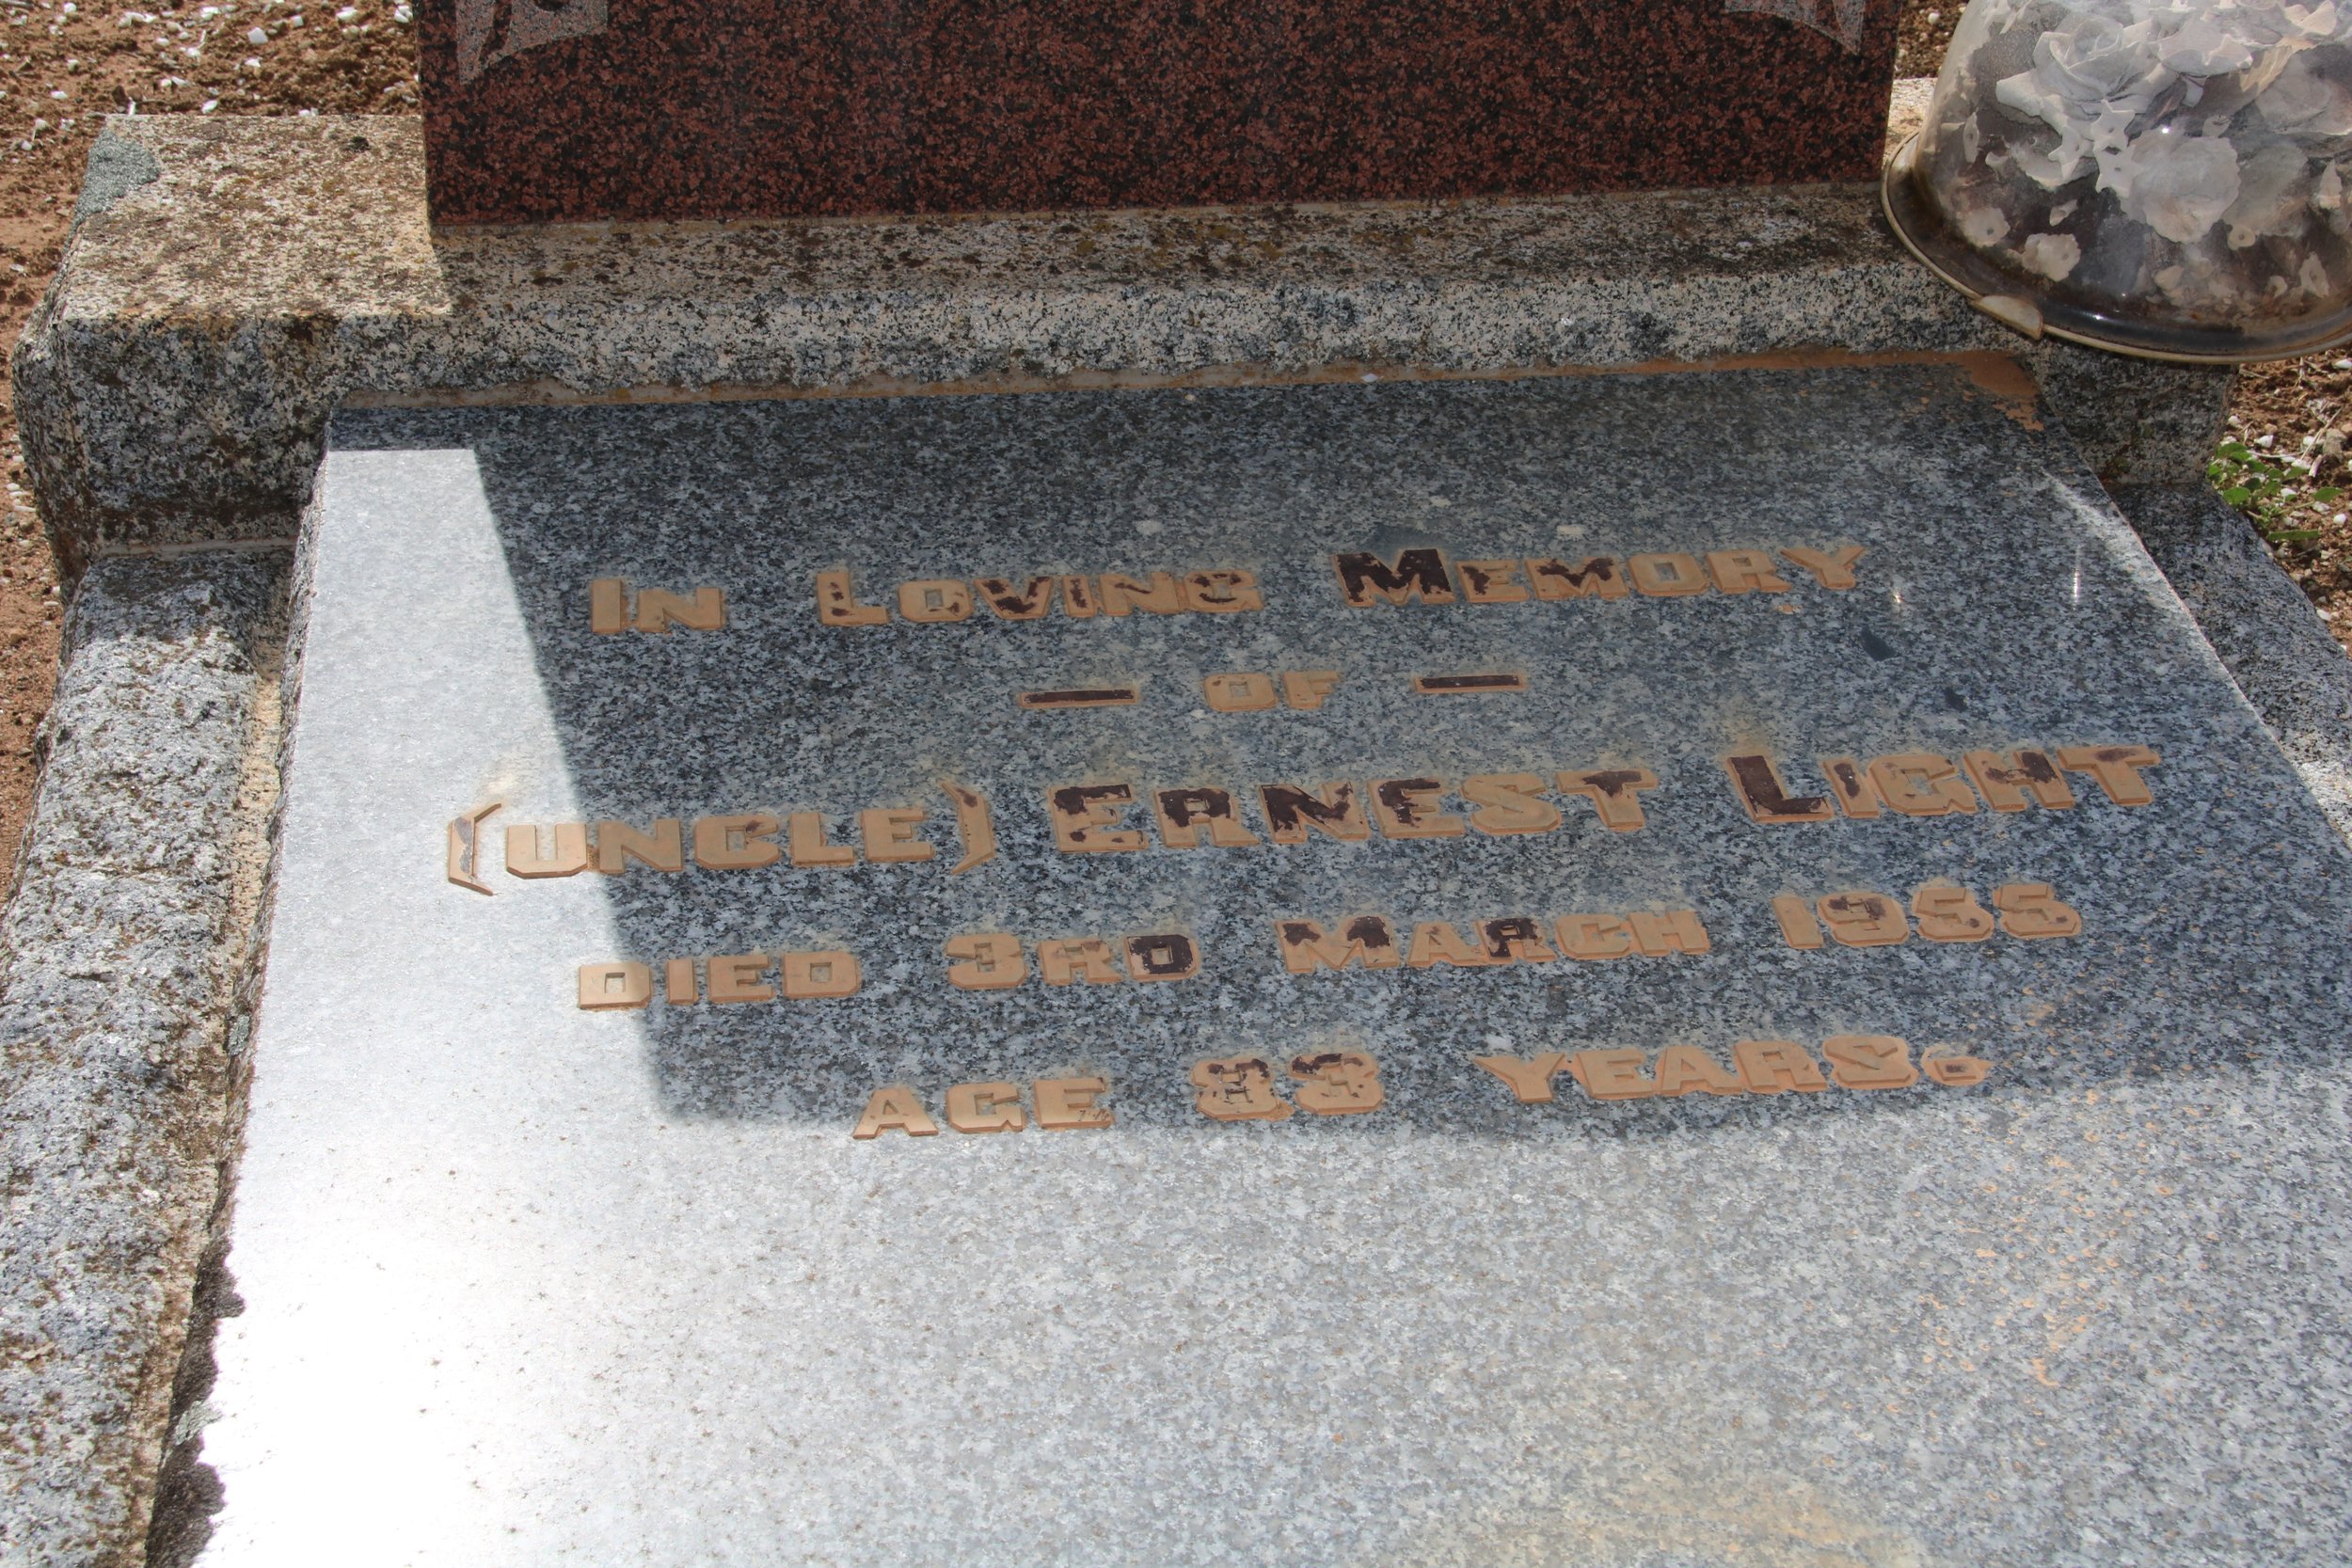 In Loving Memory
— OF —
(UNCLE) ERNEST LIGHT
DIED 3RD MARCH 1955
AGE 83 YEARS.